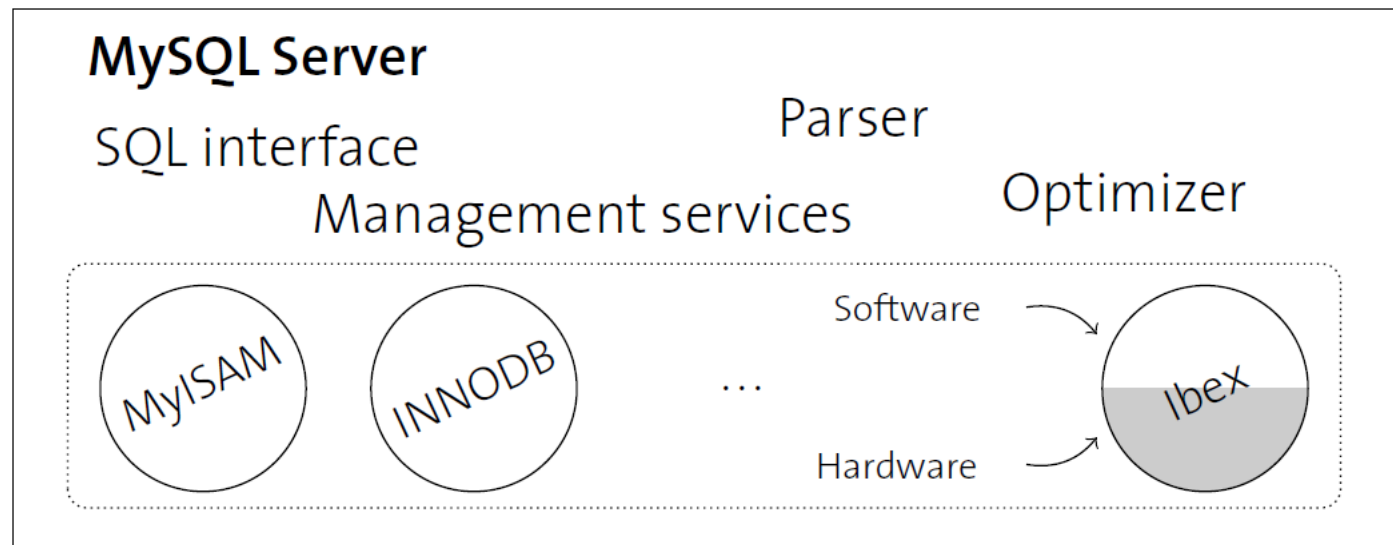 MySQL Server
SQL interface
Parser
Management services
Optimizer
MyISAM
INNODB
...
Software
Hardware
Ibex